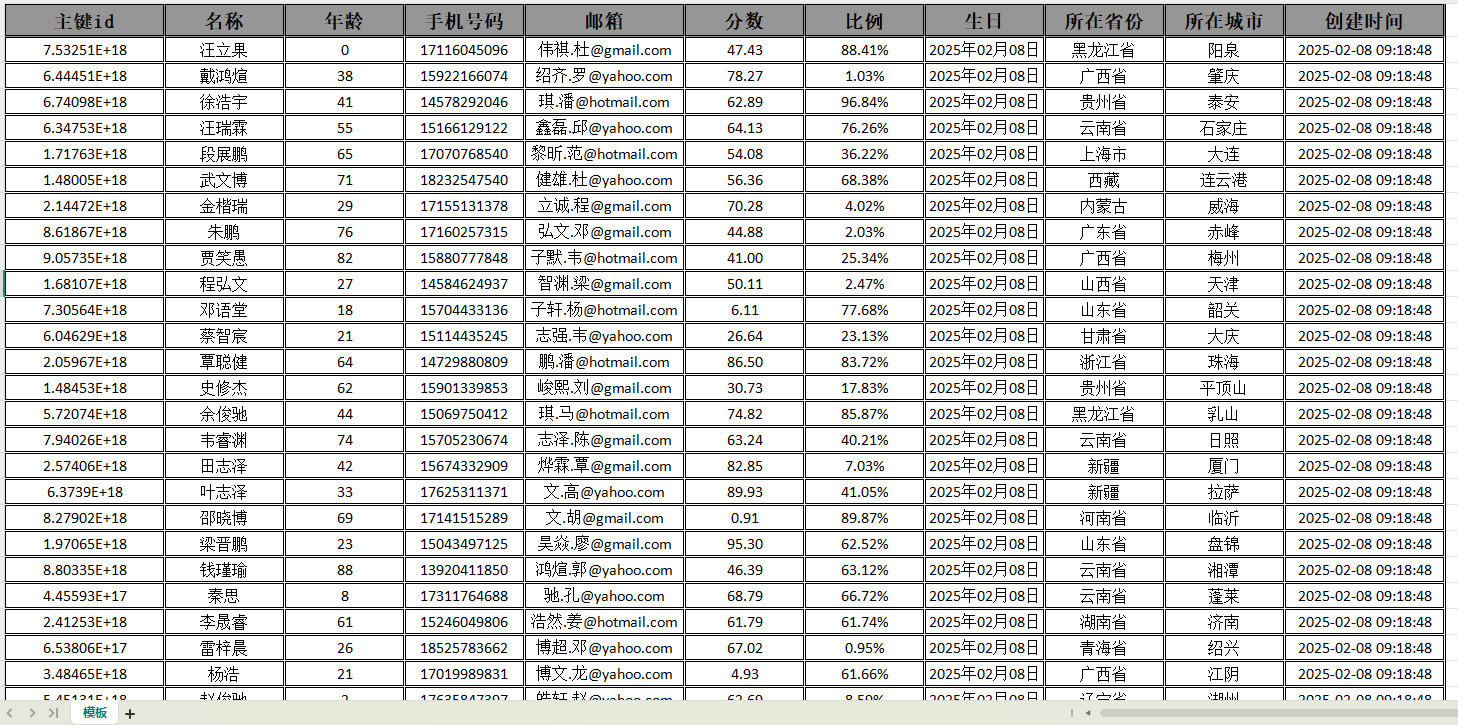 主键id 名称 年龄 手机号码 邮箱 分数 比例 生日 所在省份 所在城市 创建时间
7.53251E+18 汪立果 0 17116045096 伟祺.杜@gmail.com 47.43 88.41% 2025年02月08日 黑龙江省 阳泉 2025-02-08 09:18:48
6.44451E+18 戴鸿煊 38 15922166074 绍齐.罗@yahoo.com 78.27 1.03% 2025年02月08日 广西省 肇庆 2025-02-08 09:18:48
6.74098E+18 徐浩宇 41 14578292046 琪.潘@hotmail.com 62.89 96.84% 2025年02月08日 贵州省 泰安 2025-02-08 09:18:48
6.34753E+18 汪瑞霖 55 15166129122 鑫磊.邱@yahoo.com 64.13 76.26% 2025年02月08日 云南省 石家庄 2025-02-08 09:18:48
1.71763E+18 段展鹏 65 17070768540 黎昕.范@hotmail.com 54.08 36.22% 2025年02月08日 上海市 大连 2025-02-08 09:18:48
1.48005E+18 武文博 71 18232547540 健雄.杜@yahoo.com 56.36 68.38% 2025年02月08日 西藏 连云港 2025-02-08 09:18:48
2.14472E+18 金楷瑞 29 17155131378 立诚.程@gmail.com 70.28 4.02% 2025年02月08日 内蒙古 威海 2025-02-08 09:18:48
8.61867E+18 朱鹏 76 17160257315 弘文.邓@gmail.com 44.88 2.03% 2025年02月08日 广东省 赤峰 2025-02-08 09:18:48
9.05735E+18 贾笑愚 82 15880777848 子默.韦@hotmail.com 41.00 25.34% 2025年02月08日 广西省 梅州 2025-02-08 09:18:48
1.68107E+18 程弘文 27 14584624937 智渊.梁@gmail.com 50.11 2.47% 2025年02月08日 山西省 天津 2025-02-08 09:18:48
7.30564E+18 邓语堂 18 15704433136 子轩.杨@hotmail.com 6.11 77.68% 2025年02月08日 山东省 韶关 2025-02-08 09:18:48
6.04629E+18 蔡智宸 21 15114435245 志强.韦@yahoo.com 26.64 23.13% 2025年02月08日 甘肃省 大庆 2025-02-08 09:18:48
2.05967E+18 覃聪健 64 14729880809 鹏.潘@hotmail.com 86.50 83.72% 2025年02月08日 浙江省 珠海 2025-02-08 09:18:48
1.48453E+18 史修杰 62 15901339853 峻熙.刘@gmail.com 30.73 17.83% 2025年02月08日 贵州省 平顶山 2025-02-08 09:18:48
5.72074E+18 余俊驰 44 15069750412 琪.马@hotmail.com 74.82 85.87% 2025年02月08日 黑龙江省 乳山 2025-02-08 09:18:48
7.94026E+18 韦睿渊 74 15705230674 志泽.陈@gmail.com 63.24 40.21% 2025年02月08日 云南省 日照 2025-02-08 09:18:48
2.57406E+18 田志泽 42 15674332909 烨霖.覃@gmail.com 82.85 7.03% 2025年02月08日 新疆 厦门 2025-02-08 09:18:48
6.3739E+18 叶志泽 33 17625311371 文.高@yahoo.com 89.93 41.05% 2025年02月08日 新疆 拉萨 2025-02-08 09:18:48
8.27902E+18 邵晓博 69 17141515289 文.胡@gmail.com 0.91 89.87% 2025年02月08日 河南省 临沂 2025-02-08 09:18:48
1.97065E+18 梁晋鹏 23 15043497125 昊焱.廖@gmail.com 95.30 62.52% 2025年02月08日 山东省 盘锦 2025-02-08 09:18:48
8.80335E+18 钱瑾瑜 88 13920411850 鸿煊.郭@yahoo.com 46.39 63.12% 2025年02月08日 云南省 湘潭 2025-02-08 09:18:48
4.45593E+17 秦思 8 17311764688 驰.孔@yahoo.com 68.79 66.72% 2025年02月08日 云南省 蓬莱 2025-02-08 09:18:48
2.41253E+18 李晟睿 61 15246049806 浩然.姜@hotmail.com 61.79 61.74% 2025年02月08日 湖南省 济南 2025-02-08 09:18:48
6.53806E+17 雷梓晨 26 18525783662 博超.邓@yahoo.com 67.02 0.95% 2025年02月08日 青海省 绍兴 2025-02-08 09:18:48
3.48465E+18 杨浩 21 17019989831 博文.龙@yahoo.com 4.93 61.66% 2025年02月08日 广西省 江阴 2025-02-08 09:18:48
2025年02月08日 2025-02-08 09:18:48
模板